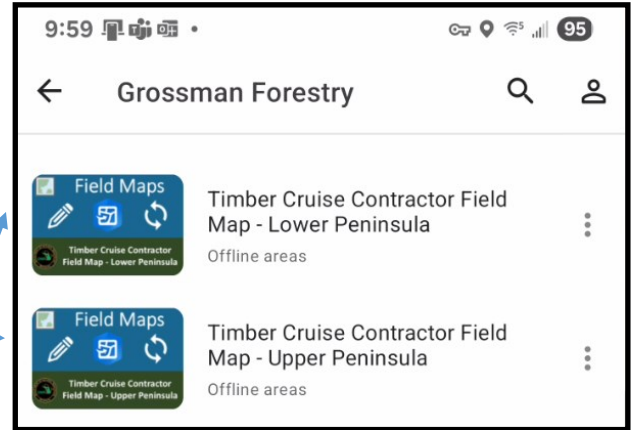 9:59
95
Grossman Forestry
Field Maps
Timber Cruise Contractor
Field Map - Lower Peninsula
Timber Cruise Contractor Field
Map - Lower Peninsula
Offline areas
Field Maps
Timber Cruise Contractor
Field Map - Upper Peninsula
Timber Cruise Contractor Field
Map - Upper Peninsula
Offline areas